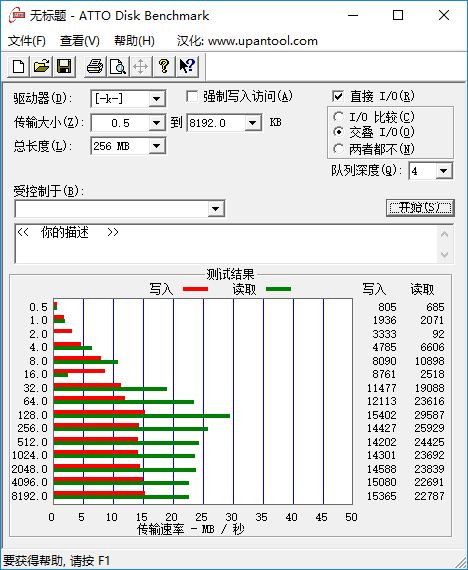 无标题 - ATTO Disk Benchmark
文件(F) 查看(V) 帮助(H) 汉化: www.upantool.com
驱动器(D): [-k-] 强制写入访问(A) 直接 I/O(R)
传输大小(Z): 0.5 到 8192.0 KB I/O 比较(C)
交叠 I/O(O)
总长度(L): 256 MB 两者都不(N)
队列深度(Q): 4
受控制于(B):
开始(S)
<< 你的描述 >>
测试结果
写入 读取 写入 读取
0.5 805 685
1.0 1936 2071
2.0 3333 92
4.0 4785 6606
8.0 8090 10898
16.0 8761 2518
32.0 11477 19088
64.0 12113 23616
128.0 15402 29587
256.0 14427 25929
512.0 14202 24425
1024.0 14301 23692
2048.0 14588 23839
4096.0 15080 22691
8192.0 15365 22787
0 5 10 15 20 25 30 35 40 45 50
传输速率 - MB / 秒
要获得帮助, 请按 F1